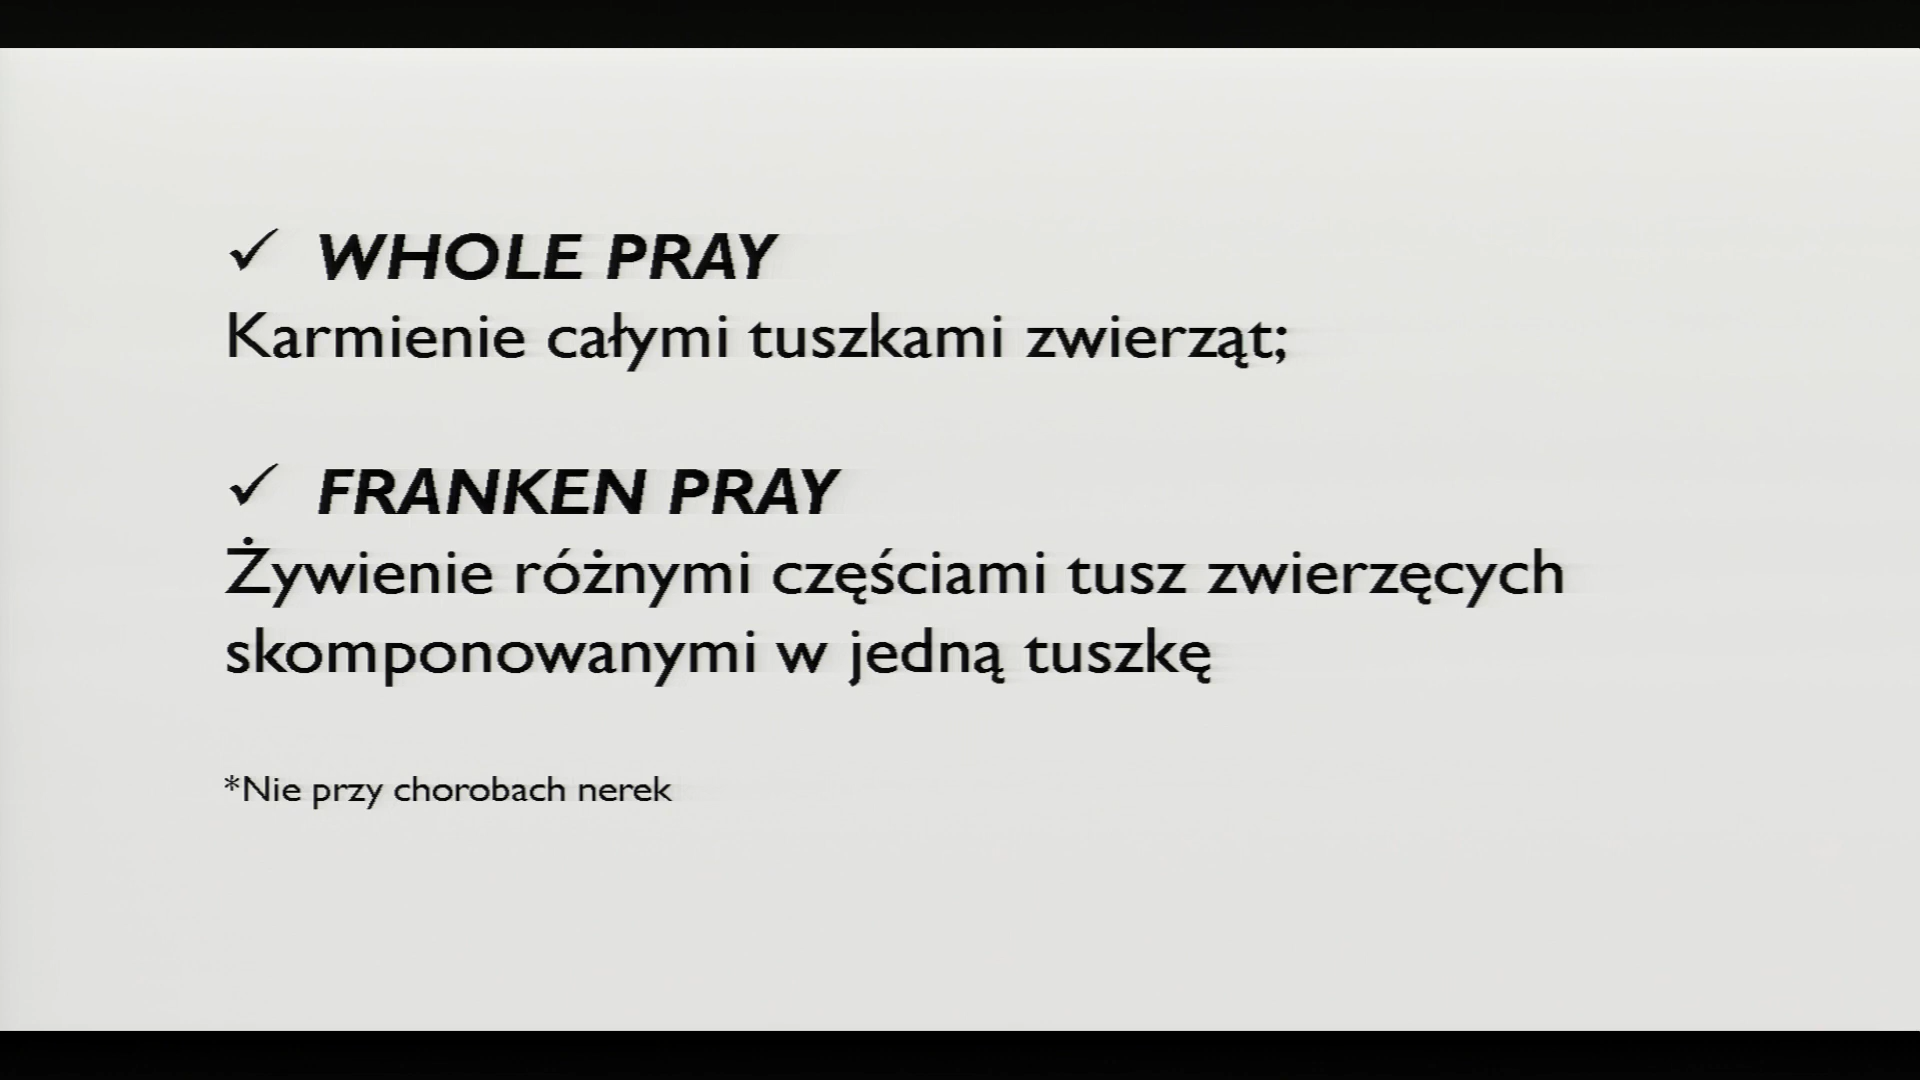 ✓ WHOLE PRAY
Karmienie całymi tuszkami zwierząt;
✓ FRANKEN PRAY
Żywienie różnymi częściami tusz zwierzęcych
skomponowanymi w jedną tuszkę
*Nie przy chorobach nerek